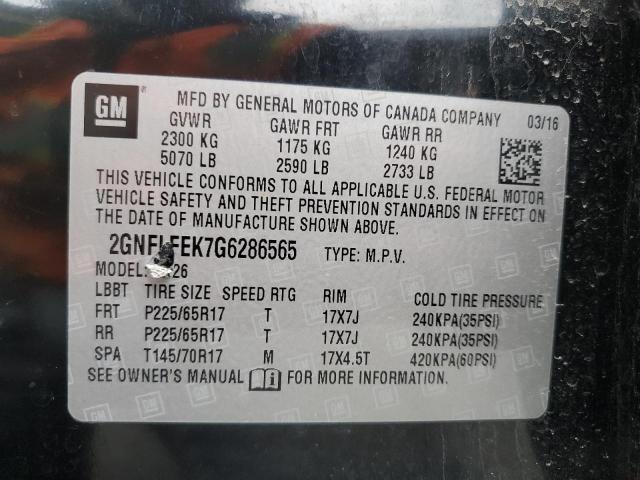 GM
MFD BY GENERAL MOTORS OF CANADA COMPANY 03/16
GVWR GAWR FRT GAWR RR
2300 KG 1175 KG 1240 KG
5070 LB 2590 LB 2733 LB
THIS VEHICLE CONFORMS TO ALL APPLICABLE U.S. FEDERAL MOTOR
VEHICLE SAFETY AND THEFT PREVENTION STANDARDS IN EFFECT ON
THE DATE OF MANUFACTURE SHOWN ABOVE.
2GNFLFEK7G6286565 TYPE: M.P.V.
MODEL: 26
LBBT TIRE SIZE SPEED RTG RIM COLD TIRE PRESSURE
FRT P225/65R17 T 17X7J 240KPA(35PSI)
RR P225/65R17 T 17X7J 240KPA(35PSI)
SPA T145/70R17 M 17X4.5T 420KPA(60PSI)
SEE OWNER'S MANUAL FOR MORE INFORMATION.